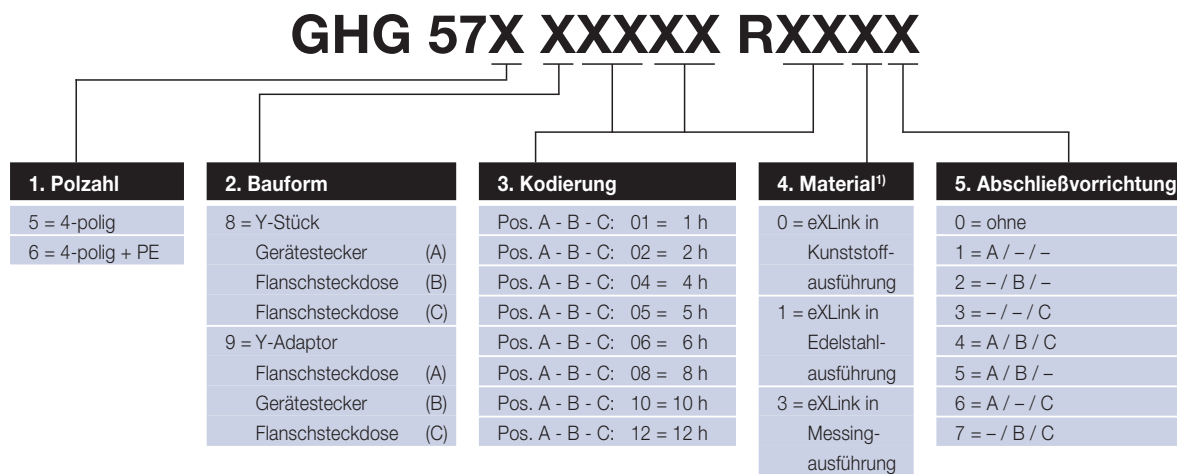 GHG 57X XXXXX RXXXX
1. Polzahl
5 = 4-polig
6 = 4-polig + PE
2. Bauform
8 = Y-Stück
Gerätestecker (A)
Flanschsteckdose (B)
Flanschsteckdose (C)
9 = Y-Adaptor
Flanschsteckdose (A)
Gerätestecker (B)
Flanschsteckdose (C)
3. Kodierung
Pos. A - B - C: 01 = 1 h
Pos. A - B - C: 02 = 2 h
Pos. A - B - C: 04 = 4 h
Pos. A - B - C: 05 = 5 h
Pos. A - B - C: 06 = 6 h
Pos. A - B - C: 08 = 8 h
Pos. A - B - C: 10 = 10 h
Pos. A - B - C: 12 = 12 h
4. Material1)
0 = eXLink in
Kunststoff-
ausführung
1 = eXLink in
Edelstahl-
ausführung
3 = eXLink in
Messing-
ausführung
5. Abschließvorrichtung
0 = ohne
1 = A / – / –
2 = – / B / –
3 = – / – / C
4 = A / B / C
5 = A / B / –
6 = A / – / C
7 = – / B / C